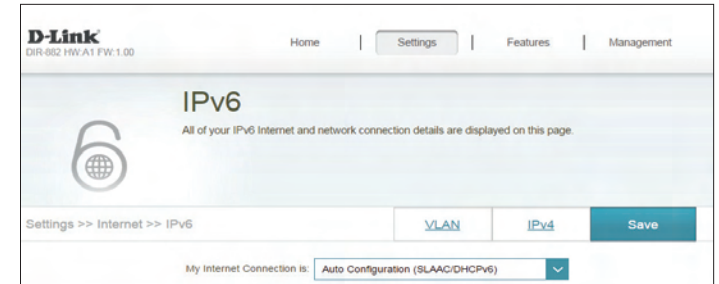 D-Link
DIR-882 HW:A1 FW:1.00
Home | Settings | Features | Management
IPv6
All of your IPv6 Internet and network connection details are displayed on this page.
Settings >> Internet >> IPv6
VLAN
IPv4
Save
My Internet Connection is: Auto Configuration (SLAAC/DHCPv6)